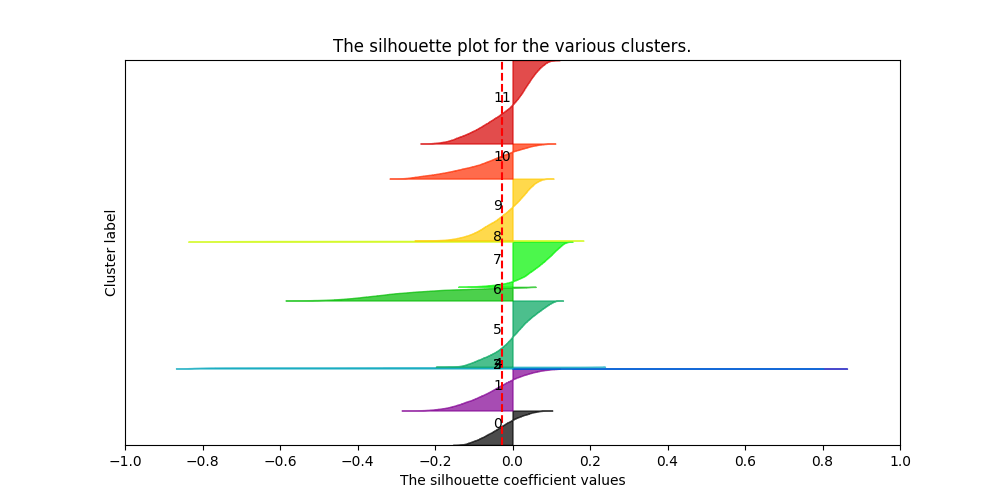 The silhouette plot for the various clusters.
11
10
9
8
7
6
5
1
0
Cluster label
−1.0 −0.8 −0.6 −0.4 −0.2 0.0 0.2 0.4 0.6 0.8 1.0
The silhouette coefficient values